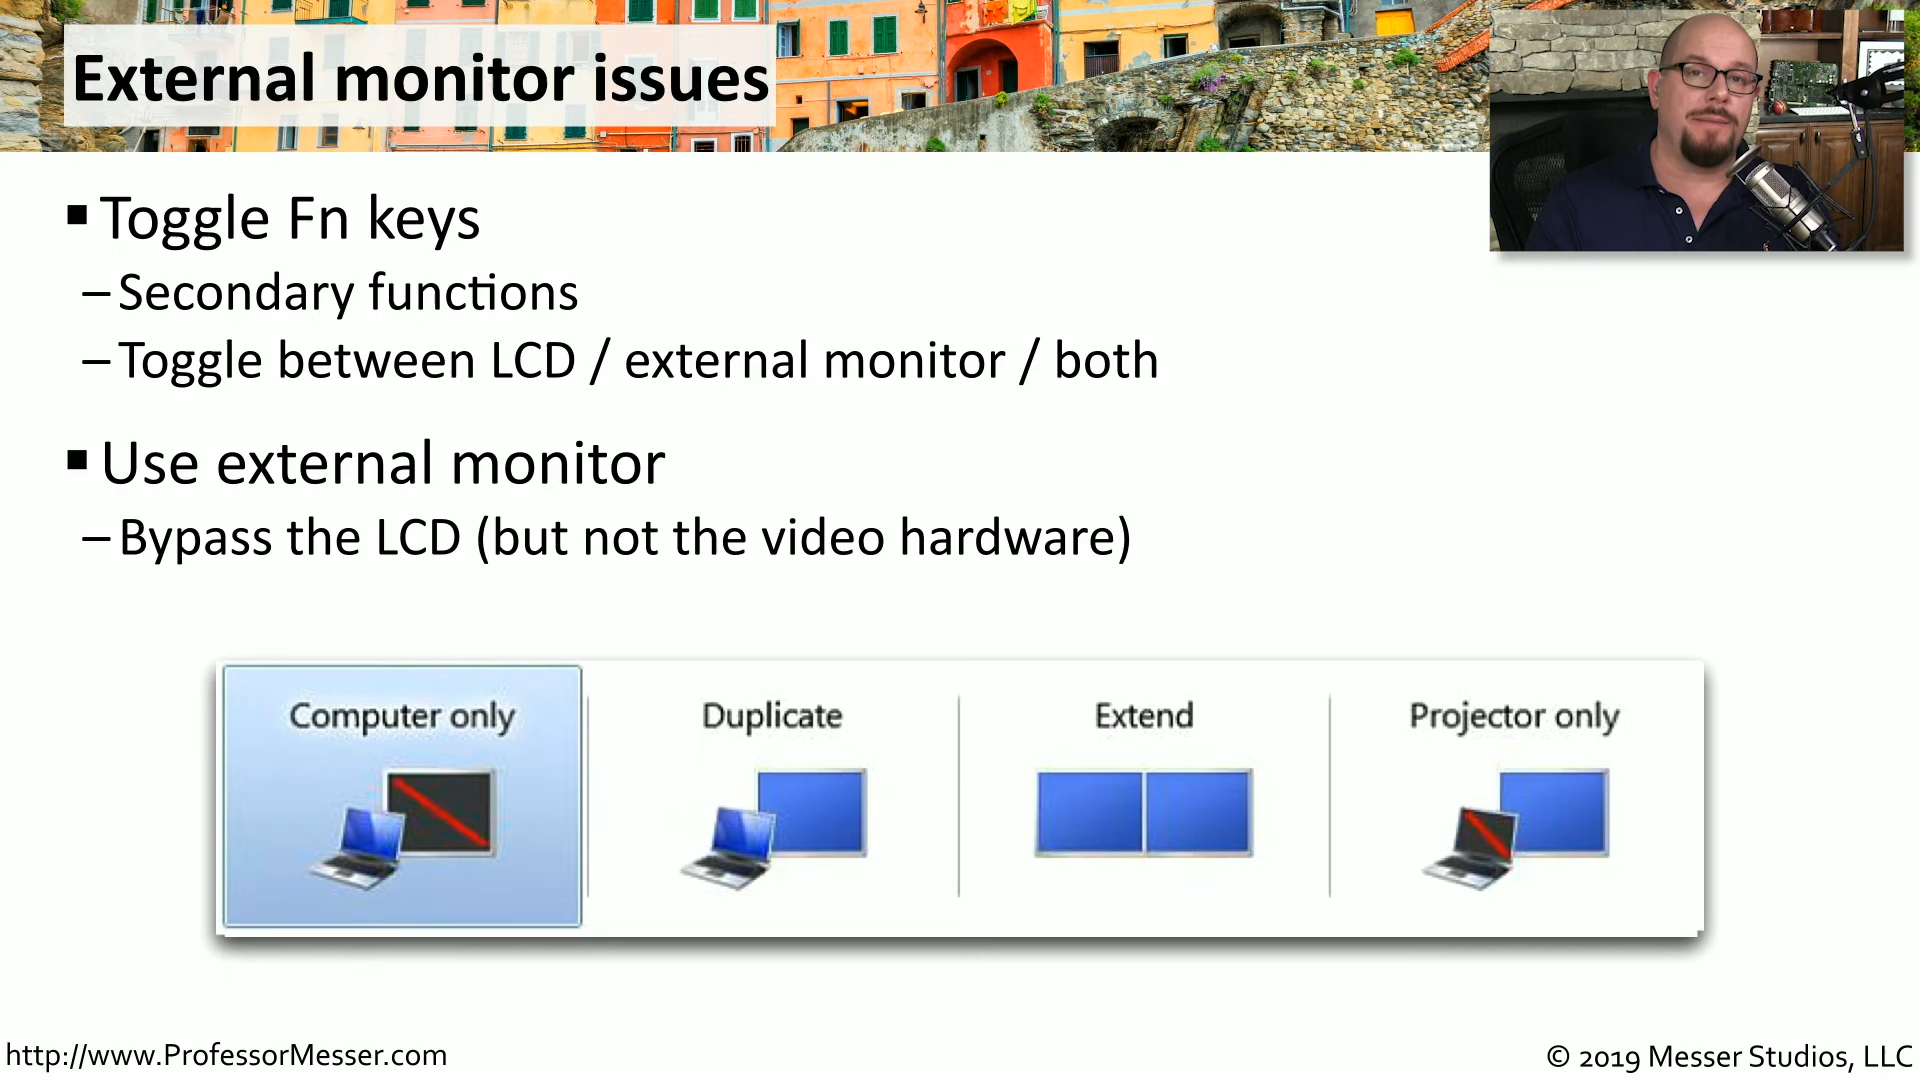 External monitor issues
▪ Toggle Fn keys
– Secondary functions
– Toggle between LCD / external monitor / both
▪ Use external monitor
– Bypass the LCD (but not the video hardware)
Computer only
Duplicate
Extend
Projector only
http://www.ProfessorMesser.com
© 2019 Messer Studios, LLC